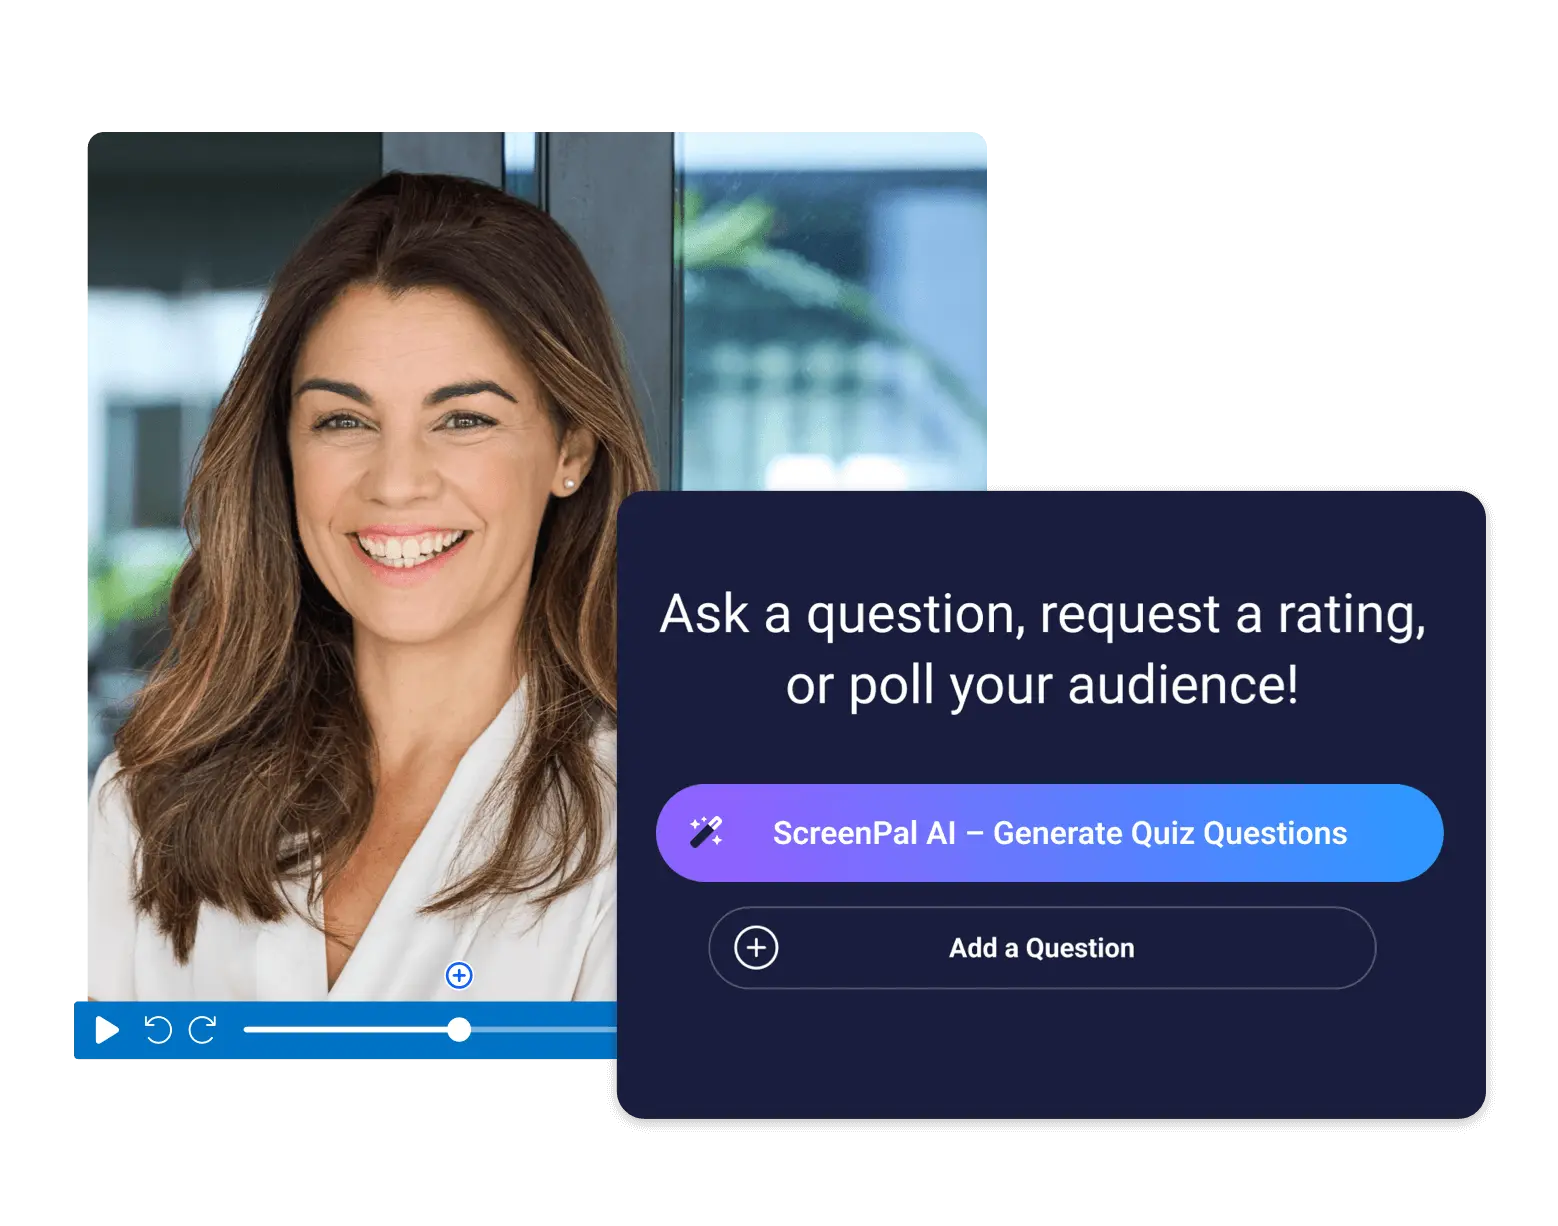 Ask a question, request a rating,
or poll your audience!
ScreenPal AI – Generate Quiz Questions
Add a Question